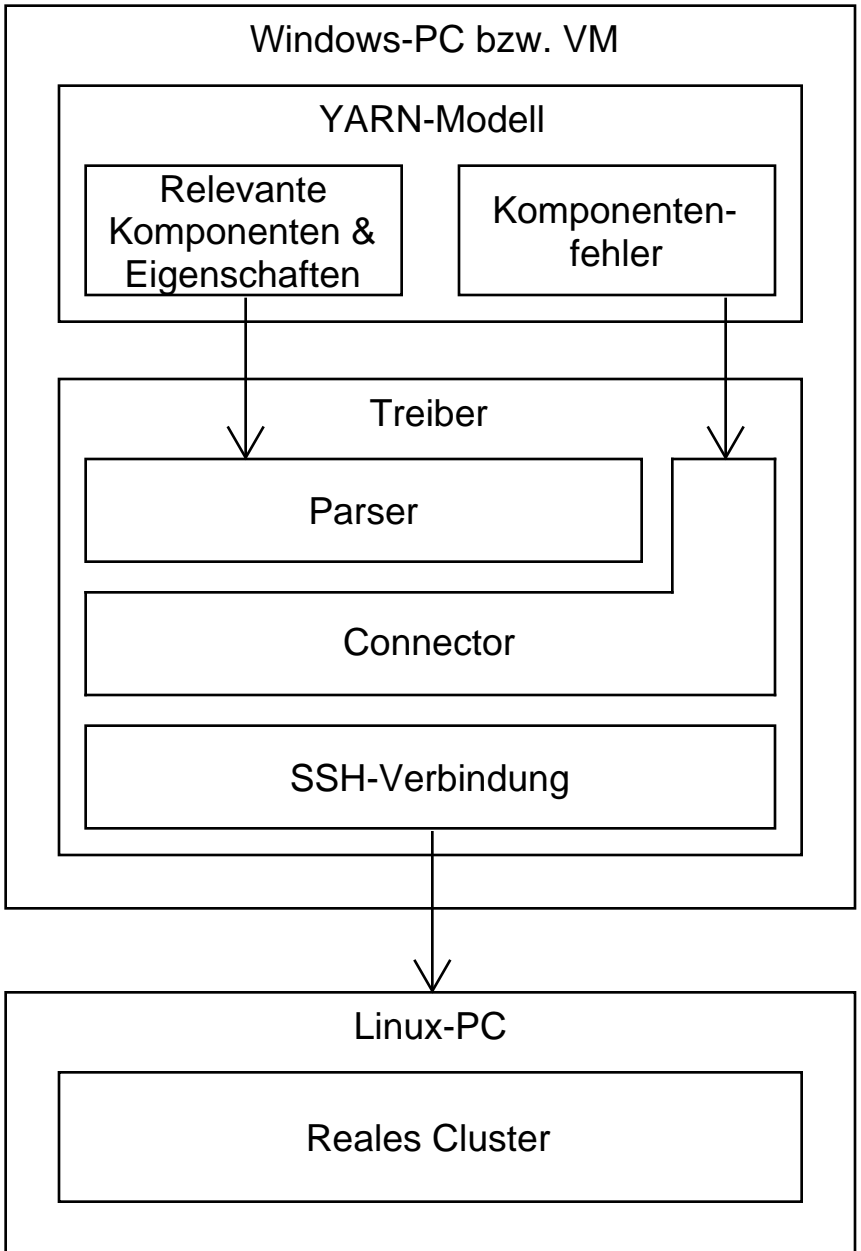 Windows-PC bzw. VM
YARN-Modell
Relevante
Komponenten &
Eigenschaften
Komponenten-
fehler
Treiber
Parser
Connector
SSH-Verbindung
Linux-PC
Reales Cluster